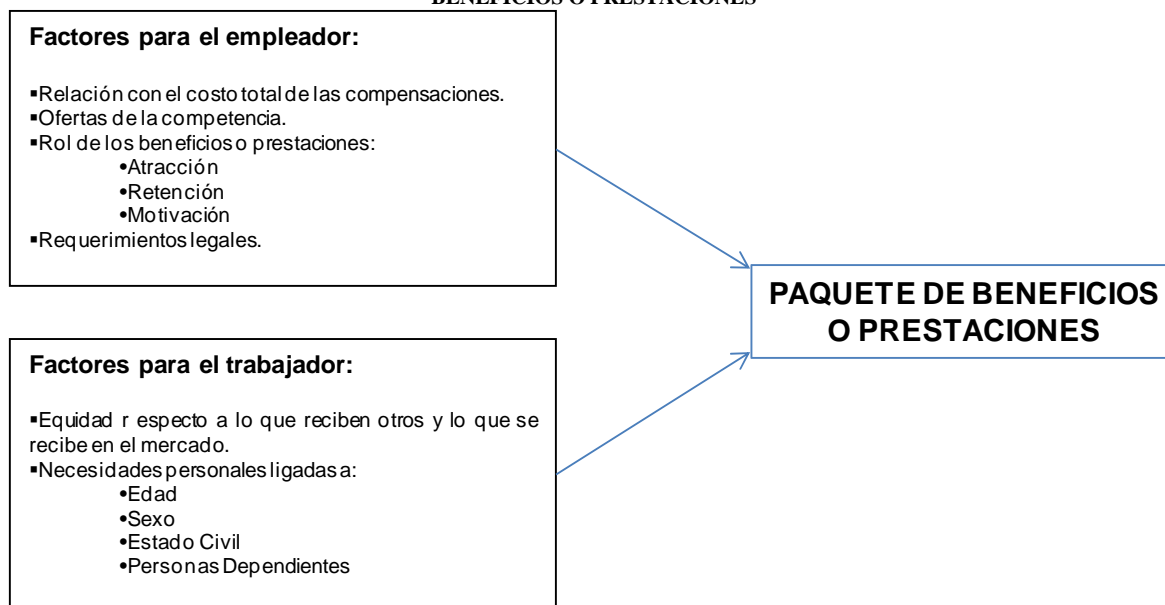 BENEFICIOS O PRESTACIONES
Factores para el empleador:
▪Relación con el costo total de las compensaciones.
▪Ofertas de la competencia.
▪Rol de los beneficios o prestaciones:
•Atracción
•Retención
•Motivación
▪Requerimientos legales.
PAQUETE DE BENEFICIOS
O PRESTACIONES
Factores para el trabajador:
▪Equidad r especto a lo que reciben otros y lo que se
recibe en el mercado.
▪Necesidades personales ligadas a:
•Edad
•Sexo
•Estado Civil
•Personas Dependientes